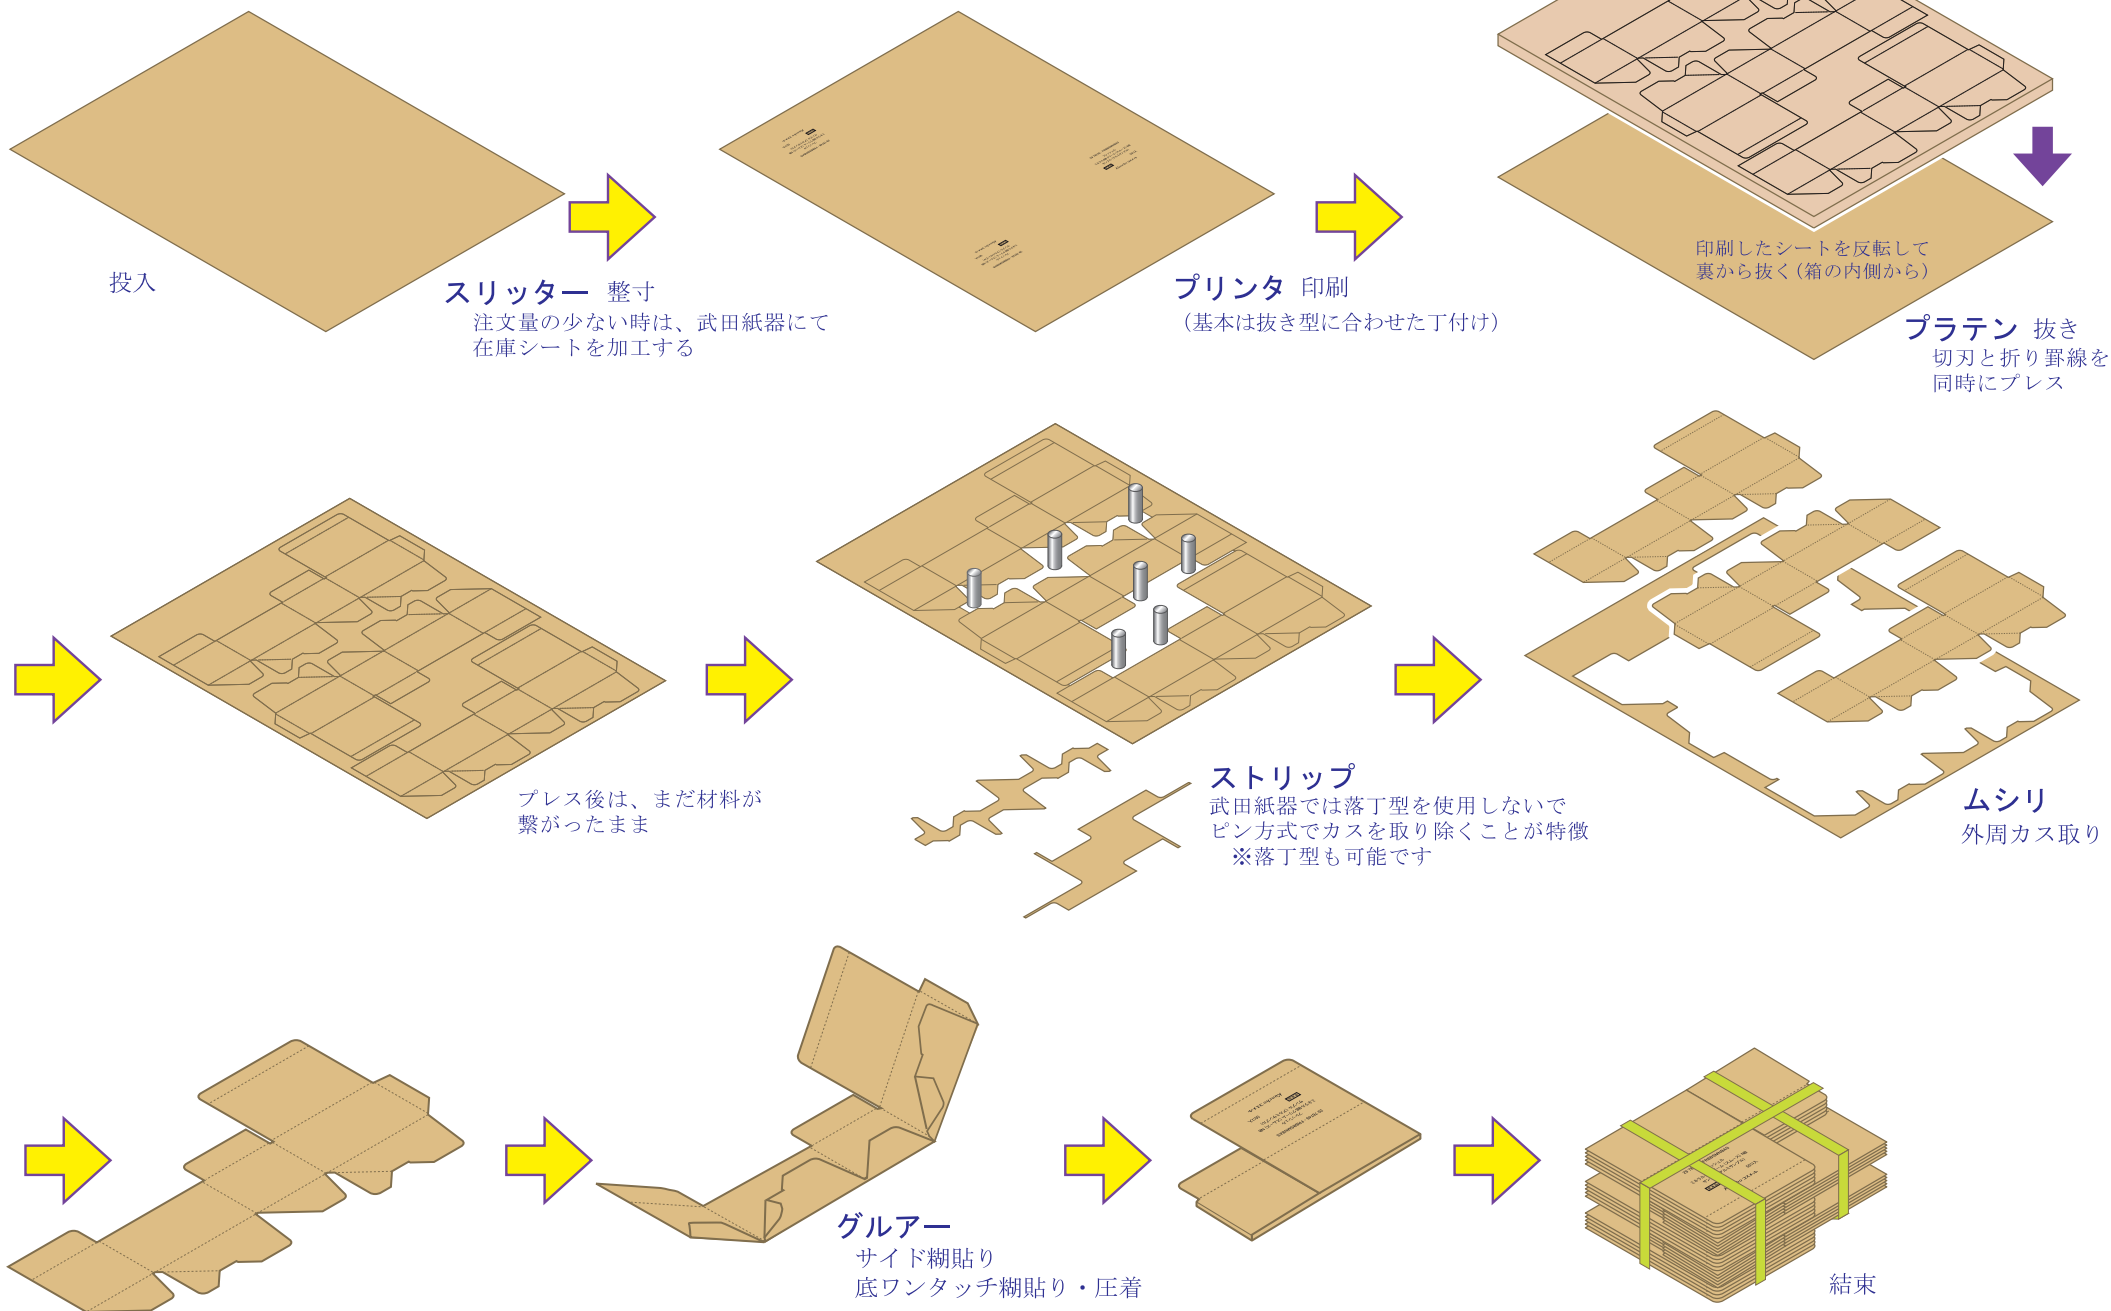 投入
スリッター 整寸
注文量の少ない時は、武田紙器にて
在庫シートを加工する
プリンタ 印刷
（基本は抜き型に合わせた丁付け）
印刷したシートを反転して
裏から抜く（箱の内側から）
プラテン 抜き
切刃と折り罫線を
同時にプレス
プレス後は、まだ材料が
繋がったまま
ストリップ
武田紙器では落丁型を使用しないで
ピン方式でカスを取り除くことが特徴
※落丁型も可能です
ムシリ
外周カス取り
グルアー
サイド糊貼り
底ワンタッチ糊貼り・圧着
結束